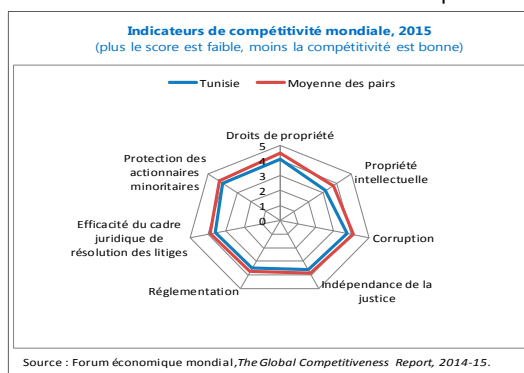 Indicateurs de compétitivité mondiale, 2015
(plus le score est faible, moins la compétitivité est bonne)
Tunisie Moyenne des pairs
Droits de propriété
Propriété
intellectuelle
Corruption
Indépendance de la
justice
Réglementation
Efficacité du cadre
juridique de
résolution des litiges
Protection des
actionnaires
minoritaires
5
4
3
2
1
0
Source : Forum économique mondial,The Global Competitiveness Report, 2014-15.